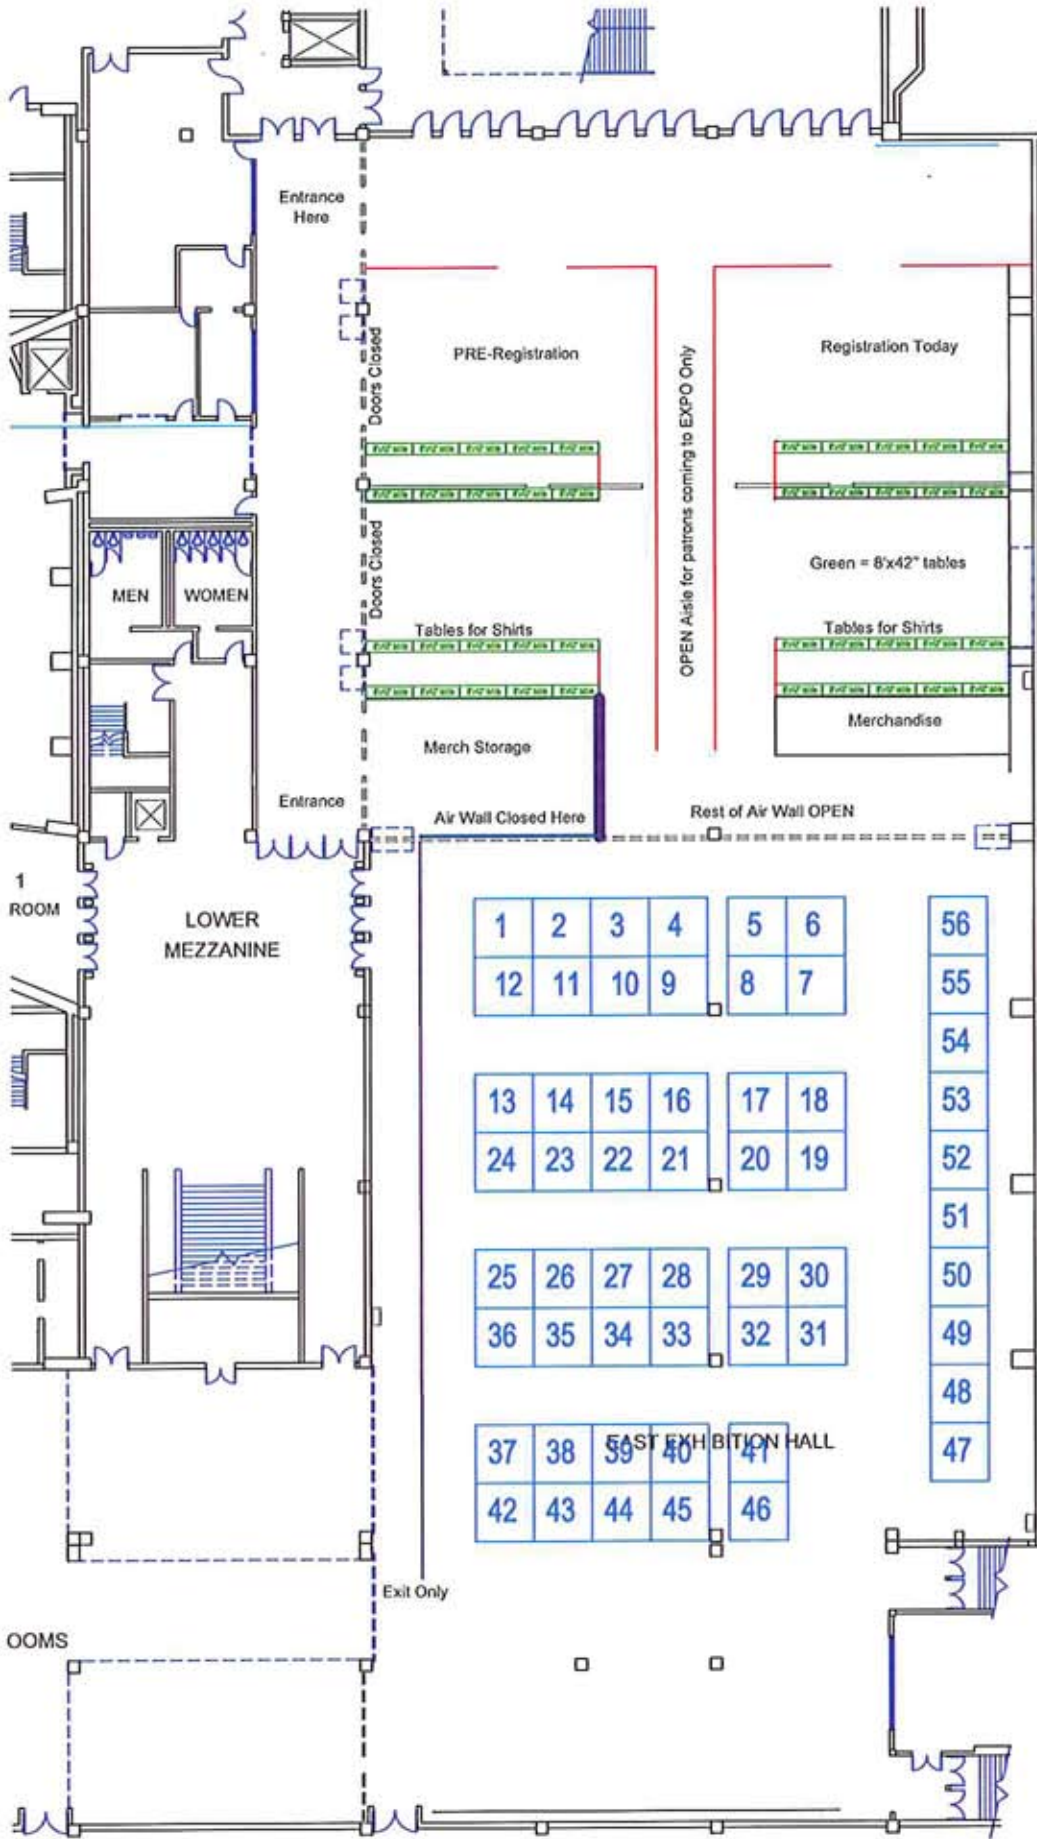 Entrance
Here
PRE-Registration
Registration Today
Doors Closed
OPEN Aisle for patrons coming to EXPO Only
Doors Closed
MEN
WOMEN
Green = 8'x42" tables
Tables for Shirts
Tables for Shirts
Merch Storage
Merchandise
Entrance
Air Wall Closed Here
Rest of Air Wall OPEN
1
ROOM
LOWER
MEZZANINE
1 2 3 4 5 6 56
12 11 10 9 8 7 55
54
13 14 15 16 17 18 53
24 23 22 21 20 19 52
51
25 26 27 28 29 30 50
36 35 34 33 32 31 49
48
37 38 39 40 41 47
EAST EXH BITION HALL
42 43 44 45 46
Exit Only
OOMS